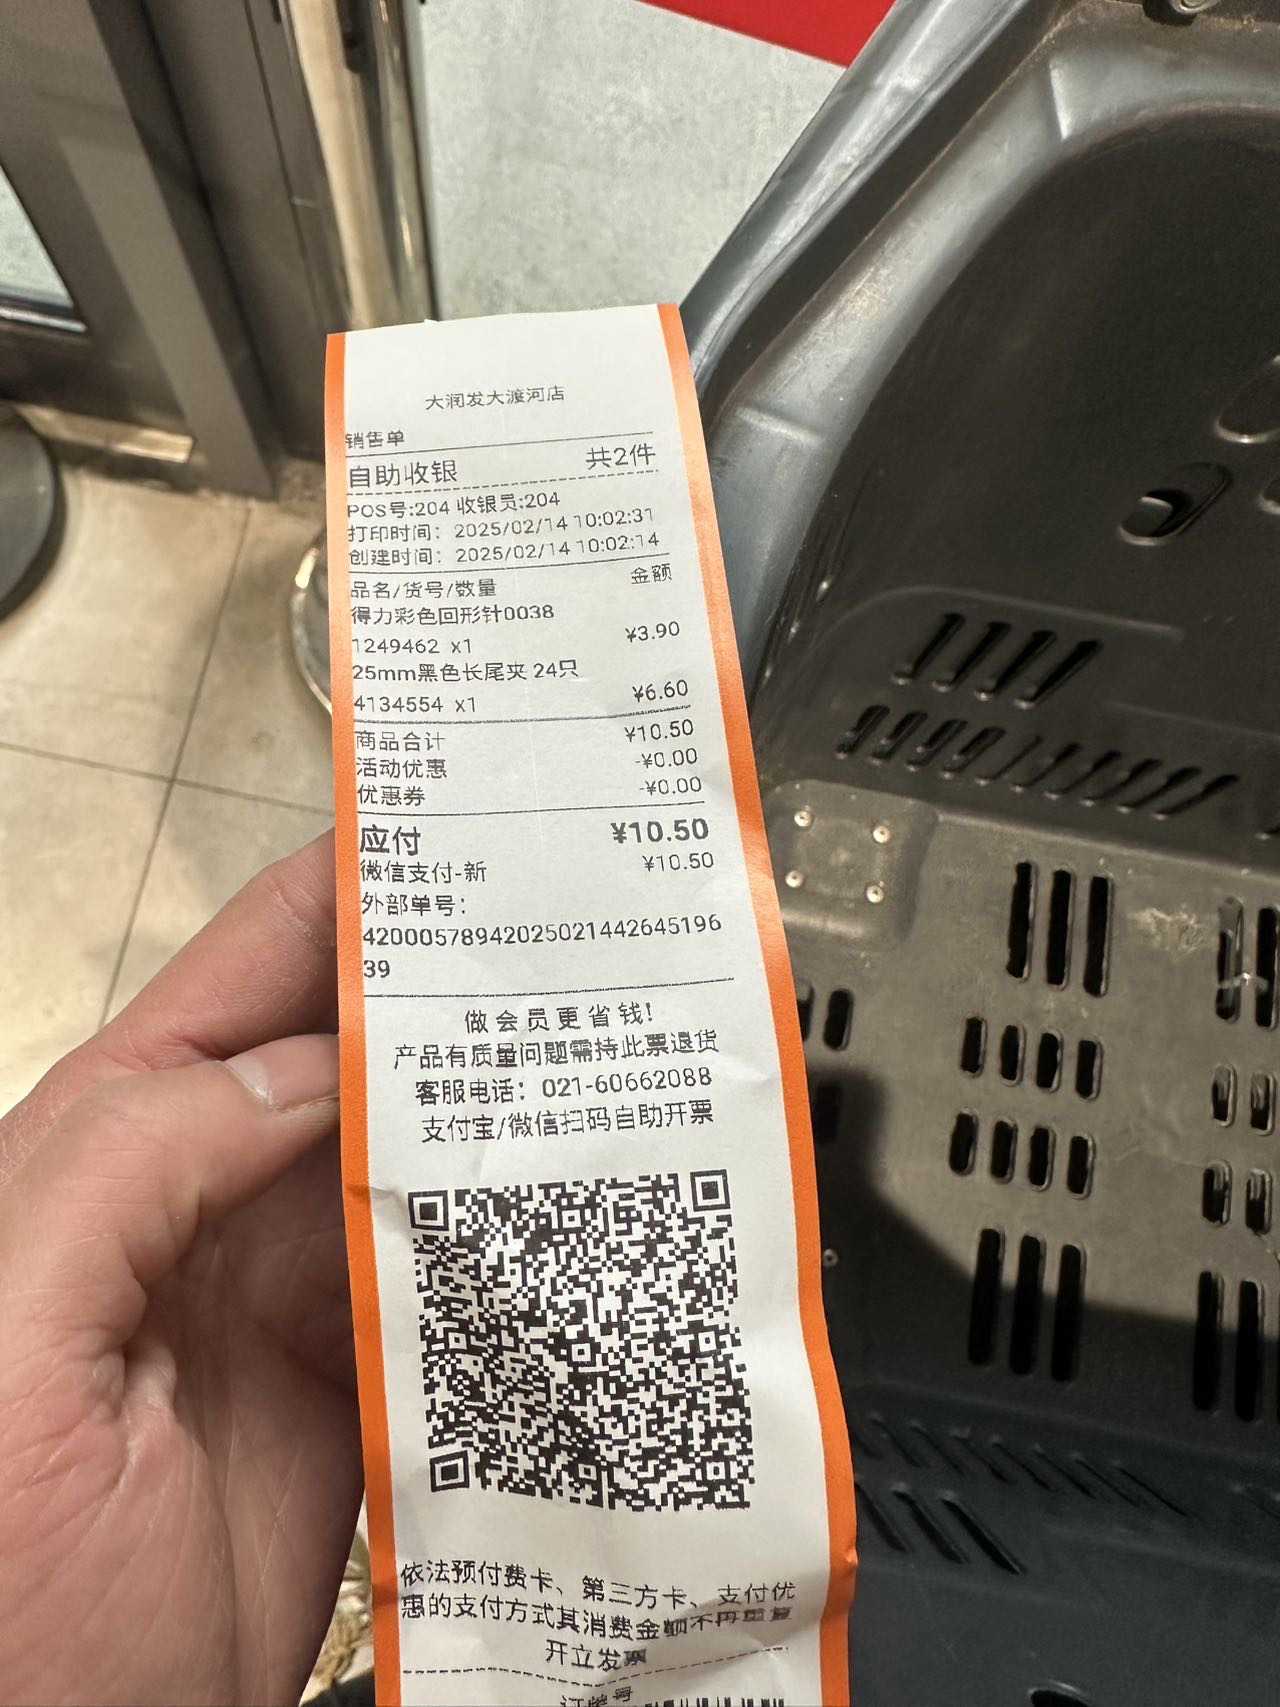 大润发大渡河店
销售单
自助收银 共2件
POS号:204 收银员:204
打印时间: 2025/02/14 10:02:31
创建时间: 2025/02/14 10:02:14
品名/货号/数量 金额
得力彩色回形针0038
1249462 x1 ¥3.90
25mm黑色长尾夹 24只
4134554 x1 ¥6.60
商品合计 ¥10.50
活动优惠 -¥0.00
优惠券 -¥0.00
应付 ¥10.50
微信支付-新 ¥10.50
外部单号:
42000578942025021442645196
39
做会员更省钱!
产品有质量问题需持此票退货
客服电话: 021-60662088
支付宝/微信扫码自助开票
依法预付费卡、第三方卡、支付优
惠的支付方式其消费金额不再重复
开立发票
订单号